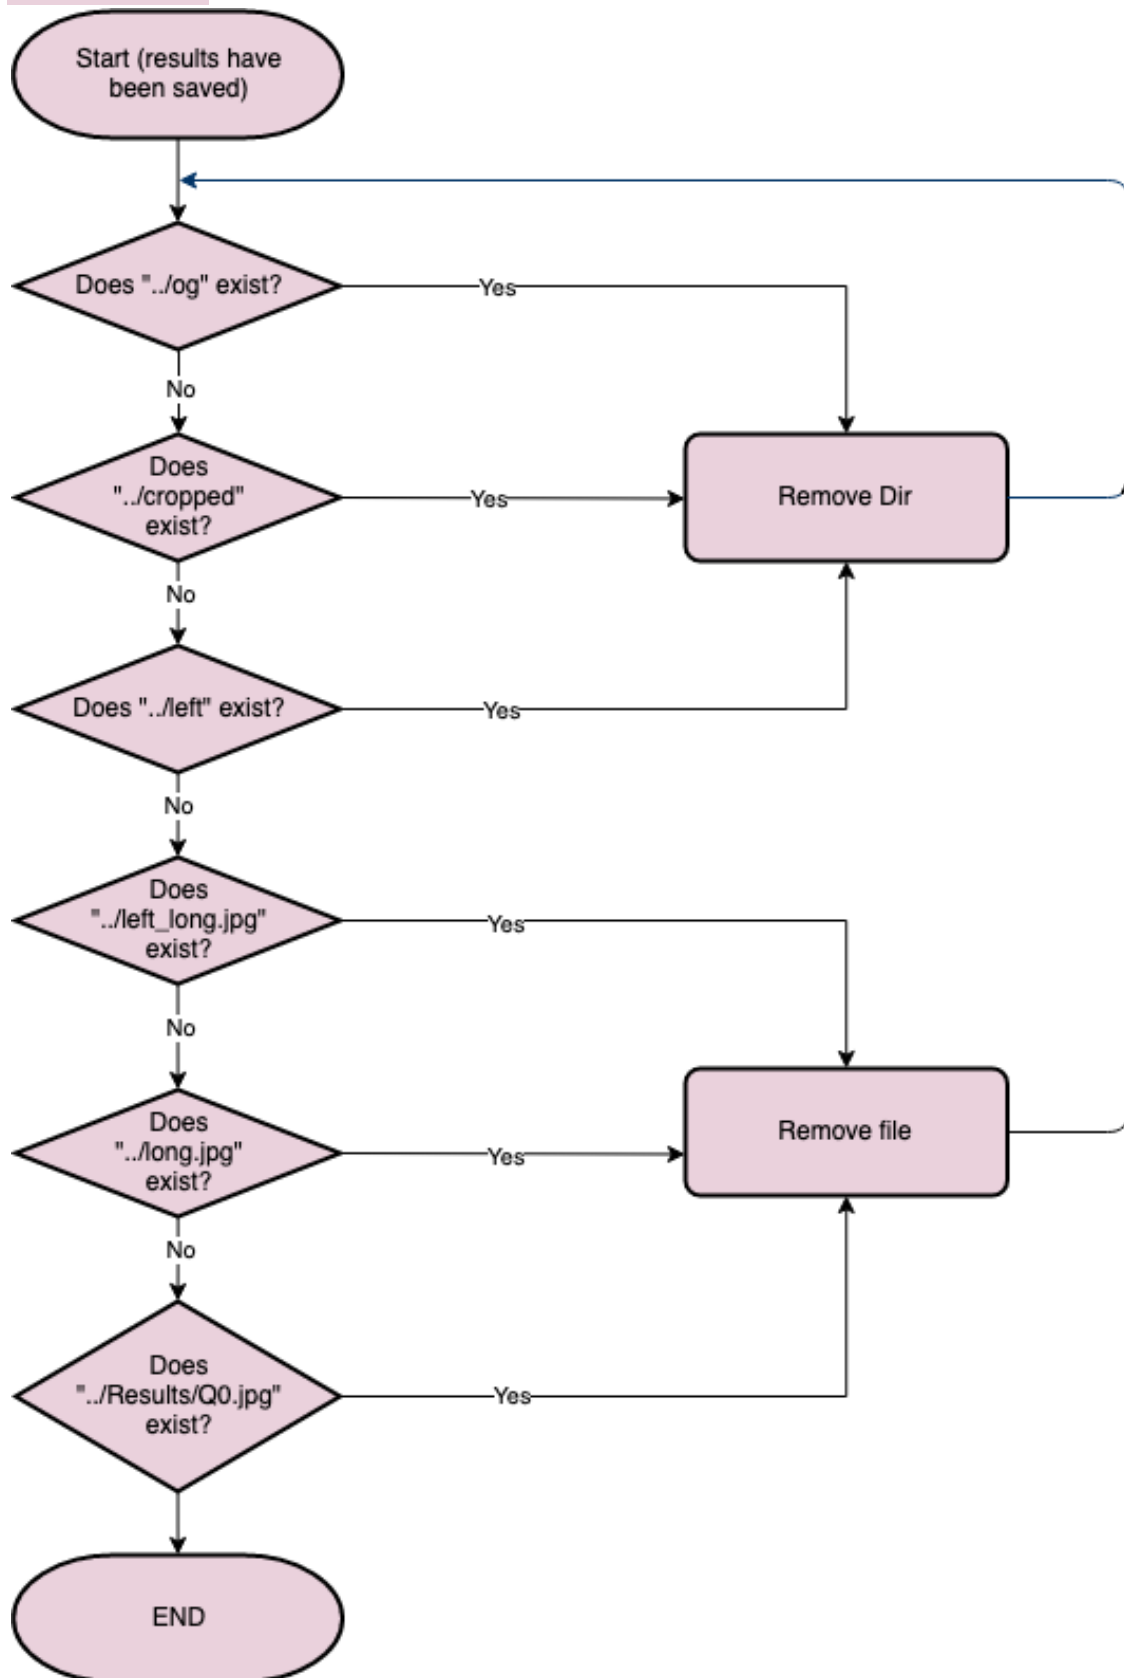 Start (results have
been saved)
Does "../og" exist?
Yes
No
Does
"../cropped"
exist?
Yes
Remove Dir
No
Does "../left" exist?
Yes
No
Does
"../left_long.jpg"
exist?
Yes
No
Does
"../long.jpg"
exist?
Yes
Remove file
No
Does
"../Results/Q0.jpg"
exist?
Yes
END